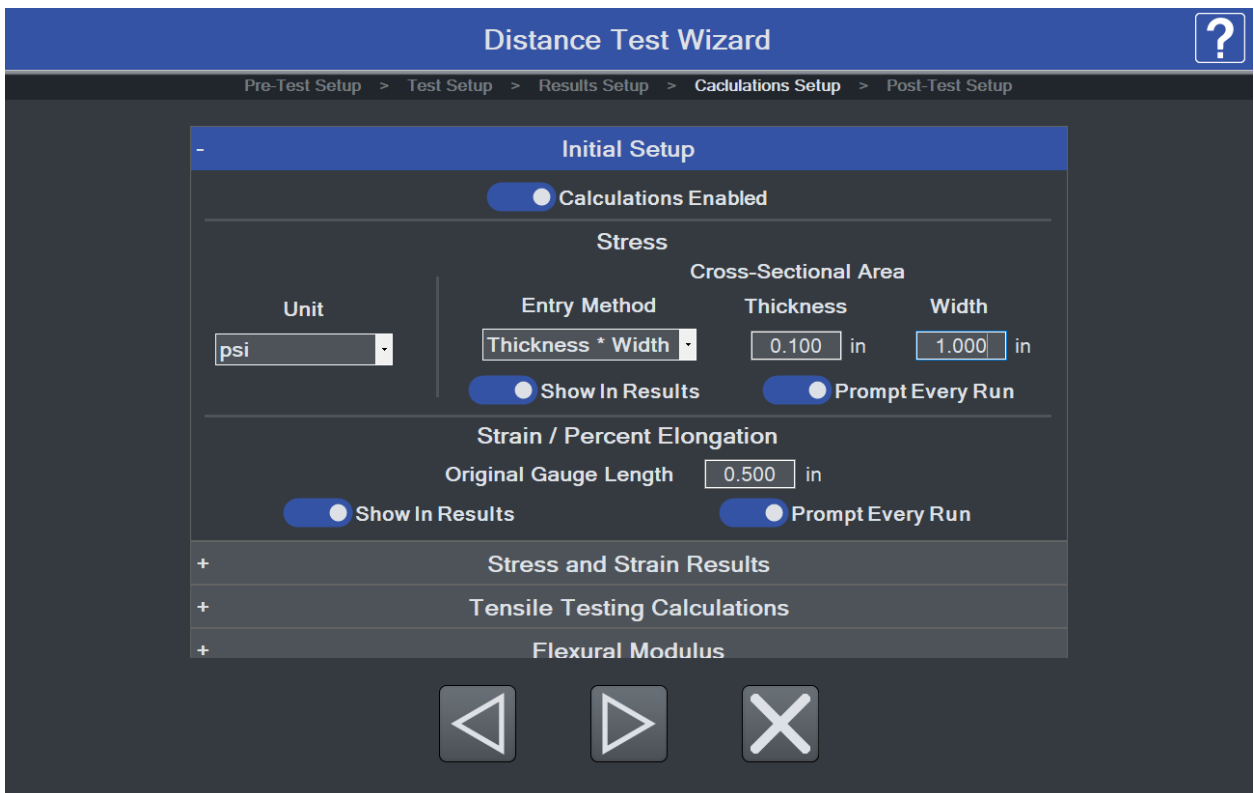 Distance Test Wizard
?
Pre-Test Setup > Test Setup > Results Setup > Caclulations Setup > Post-Test Setup
- Initial Setup
Calculations Enabled
Stress
Cross-Sectional Area
Unit Entry Method Thickness Width
psi Thickness * Width 0.100 in 1.000 in
Show In Results Prompt Every Run
Strain / Percent Elongation
Original Gauge Length 0.500 in
Show In Results Prompt Every Run
+ Stress and Strain Results
+ Tensile Testing Calculations
+ Flexural Modulus